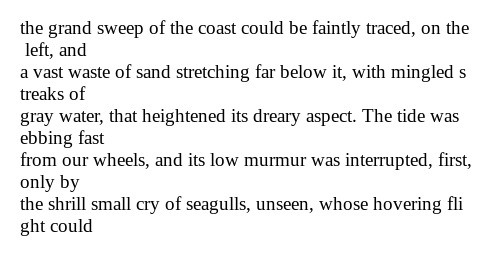 the grand sweep of the coast could be faintly traced, on the
left, and
a vast waste of sand stretching far below it, with mingled s
treaks of
gray water, that heightened its dreary aspect. The tide was
ebbing fast
from our wheels, and its low murmur was interrupted, first,
only by
the shrill small cry of seagulls, unseen, whose hovering fli
ght could